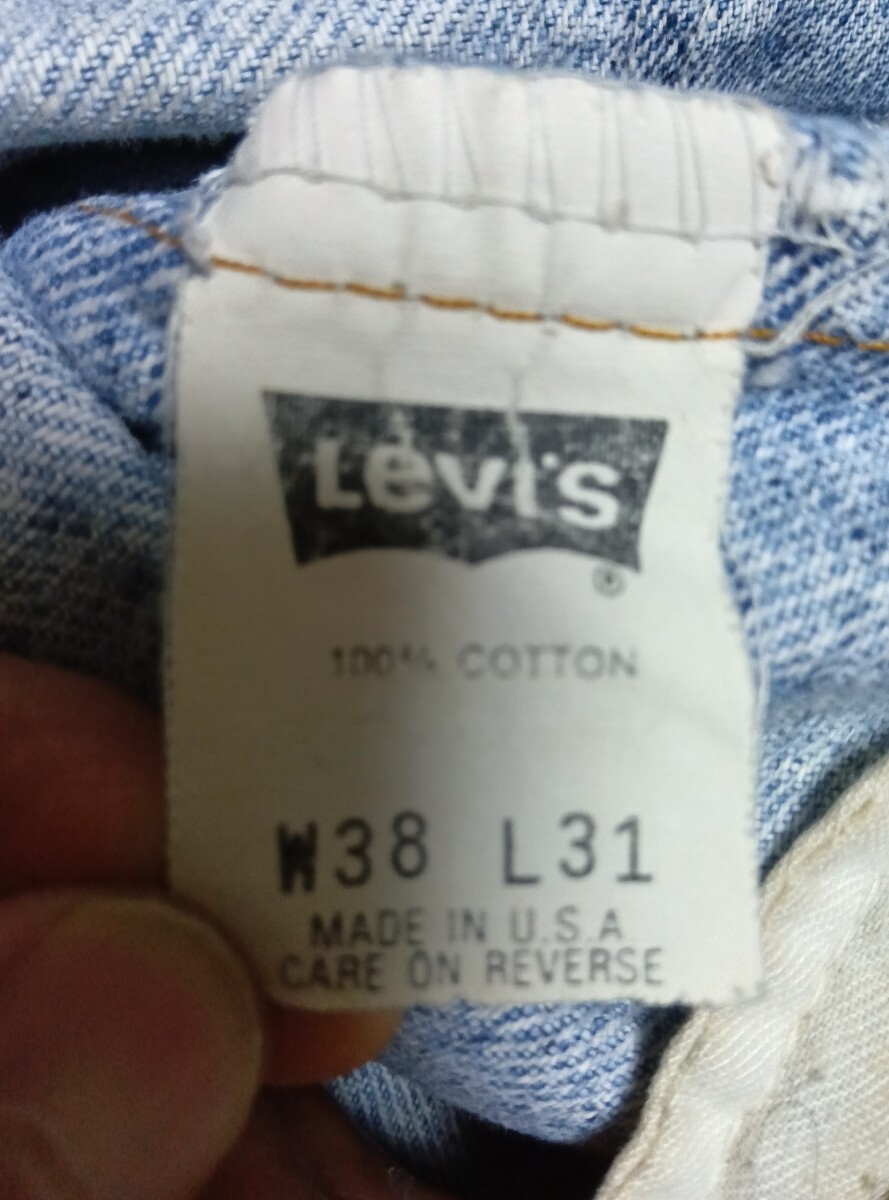 Levi's
®
100% COTTON
W38 L31
MADE IN U.S.A
CARE ON REVERSE